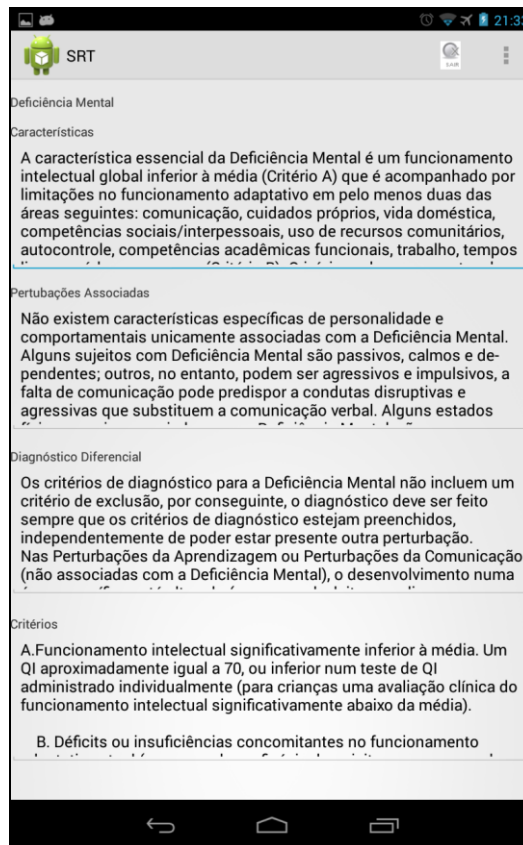 21:33
SRT
SAIR
Deficiência Mental
Características
A característica essencial da Deficiência Mental é um funcionamento
intelectual global inferior à média (Critério A) que é acompanhado por
limitações no funcionamento adaptativo em pelo menos duas das
áreas seguintes: comunicação, cuidados próprios, vida doméstica,
competências sociais/interpessoais, uso de recursos comunitários,
autocontrole, competências acadêmicas funcionais, trabalho, tempos
Pertubações Associadas
Não existem características específicas de personalidade e
comportamentais unicamente associadas com a Deficiência Mental.
Alguns sujeitos com Deficiência Mental são passivos, calmos e de-
pendentes; outros, no entanto, podem ser agressivos e impulsivos, a
falta de comunicação pode predispor a condutas disruptivas e
agressivas que substituem a comunicação verbal. Alguns estados
Diagnóstico Diferencial
Os critérios de diagnóstico para a Deficiência Mental não incluem um
critério de exclusão, por conseguinte, o diagnóstico deve ser feito
sempre que os critérios de diagnóstico estejam preenchidos,
independentemente de poder estar presente outra perturbação.
Nas Perturbações da Aprendizagem ou Perturbações da Comunicação
(não associadas com a Deficiência Mental), o desenvolvimento numa
Critérios
A.Funcionamento intelectual significativamente inferior à média. Um
QI aproximadamente igual a 70, ou inferior num teste de QI
administrado individualmente (para crianças uma avaliação clínica do
funcionamento intelectual significativamente abaixo da média).
B. Déficits ou insuficiências concomitantes no funcionamento